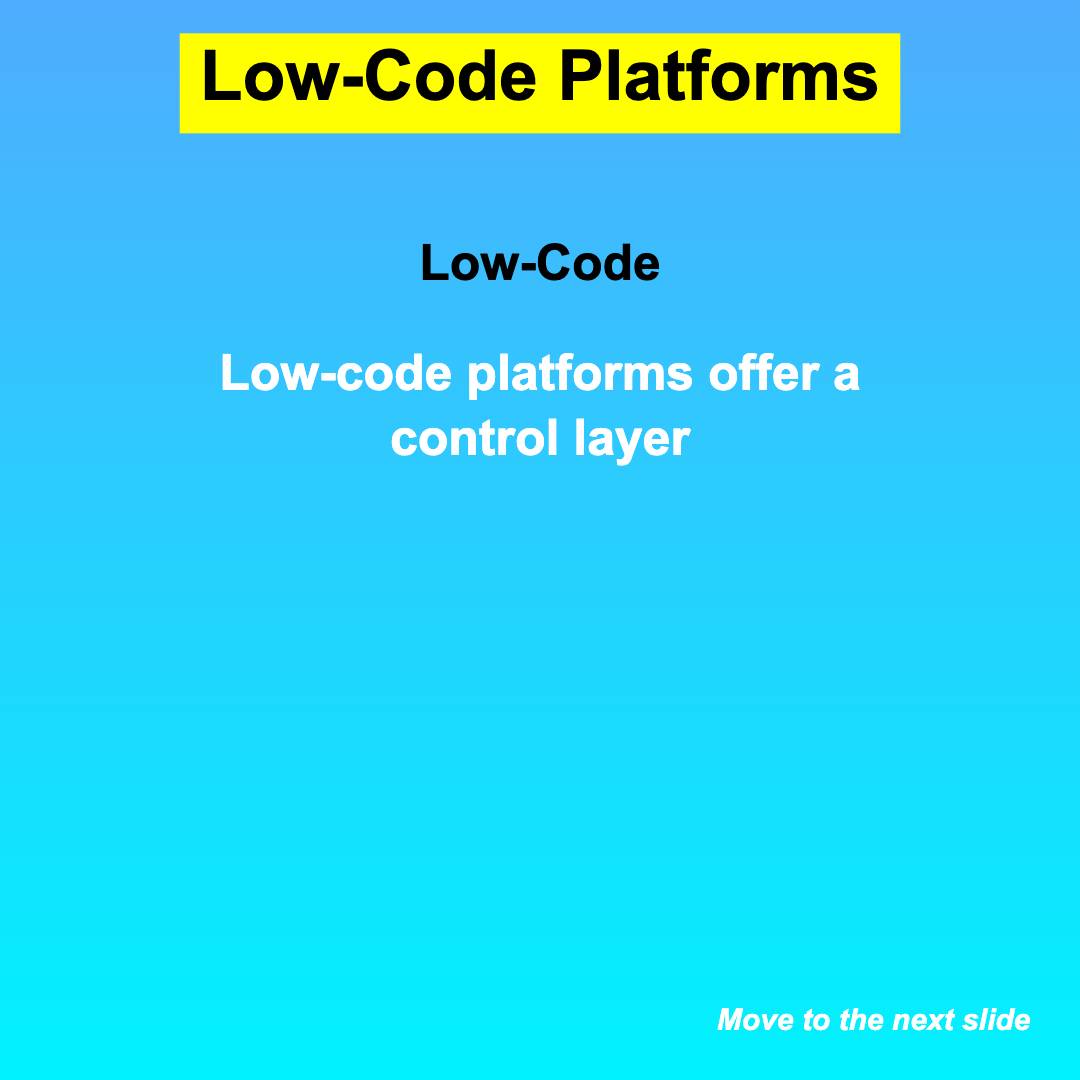 Low-Code Platforms
Low-Code
Low-code platforms offer a
control layer
Move to the next slide